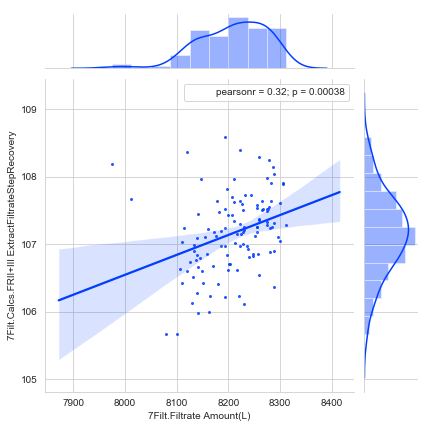 pearsonr = 0.32; p = 0.00038
109
108
107
106
105
7Filt.Calcs.FRII+III ExtractFiltrateStepRecovery
7900 8000 8100 8200 8300 8400
7Filt.Filtrate Amount(L)